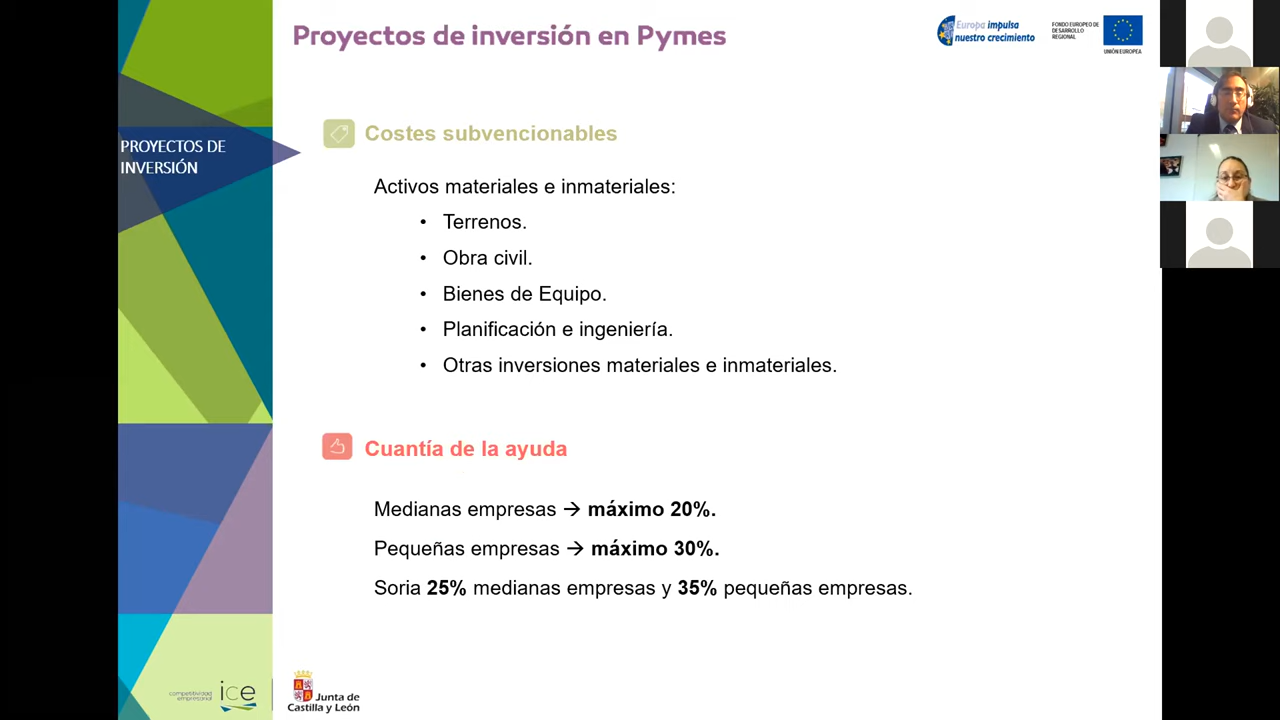 Proyectos de inversión en Pymes
Europa impulsa
nuestro crecimiento
FONDO EUROPEO DE
DESARROLLO
REGIONAL
UNIÓN EUROPEA
PROYECTOS DE
INVERSIÓN
Costes subvencionables
Activos materiales e inmateriales:
• Terrenos.
• Obra civil.
• Bienes de Equipo.
• Planificación e ingeniería.
• Otras inversiones materiales e inmateriales.
Cuantía de la ayuda
Medianas empresas → máximo 20%.
Pequeñas empresas → máximo 30%.
Soria 25% medianas empresas y 35% pequeñas empresas.
competitividad
empresarial
ice
Junta de
Castilla y León